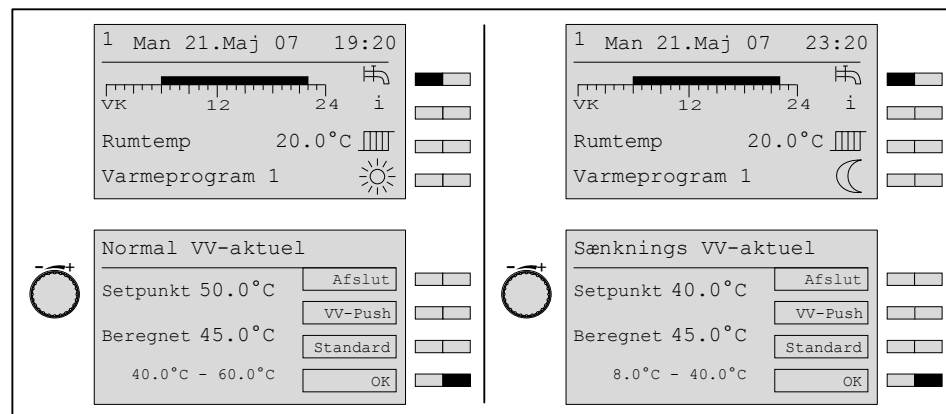 1 Man 21.Maj 07 19:20
VK 12 24 i
Rumtemp 20.0°C
Varmeprogram 1
1 Man 21.Maj 07 23:20
VK 12 24 i
Rumtemp 20.0°C
Varmeprogram 1
- +
Normal VV-aktuel
Afslut
Setpunkt 50.0°C
VV-Push
Beregnet 45.0°C
Standard
40.0°C - 60.0°C
OK
- +
Sænknings VV-aktuel
Afslut
Setpunkt 40.0°C
VV-Push
Beregnet 45.0°C
Standard
8.0°C - 40.0°C
OK